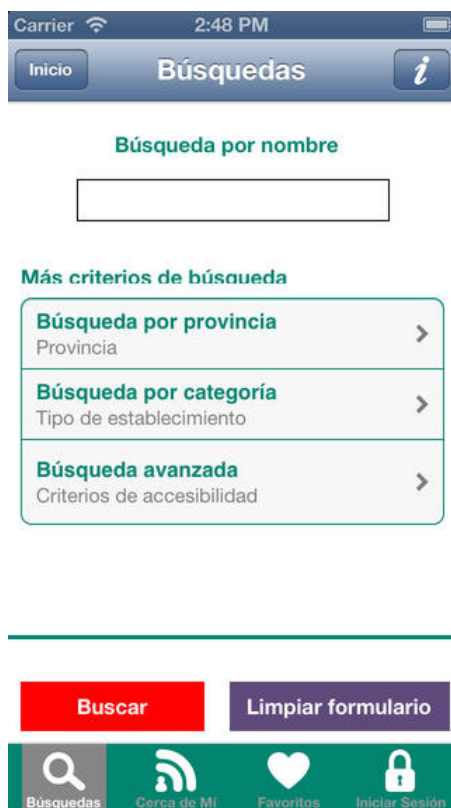 Carrier 2:48 PM
Inicio Búsquedas i
Búsqueda por nombre
Más criterios de búsqueda
Búsqueda por provincia
Provincia
Búsqueda por categoría
Tipo de establecimiento
Búsqueda avanzada
Criterios de accesibilidad
Buscar Limpiar formulario
Búsquedas Cerca de Mí Favoritos Iniciar Sesión